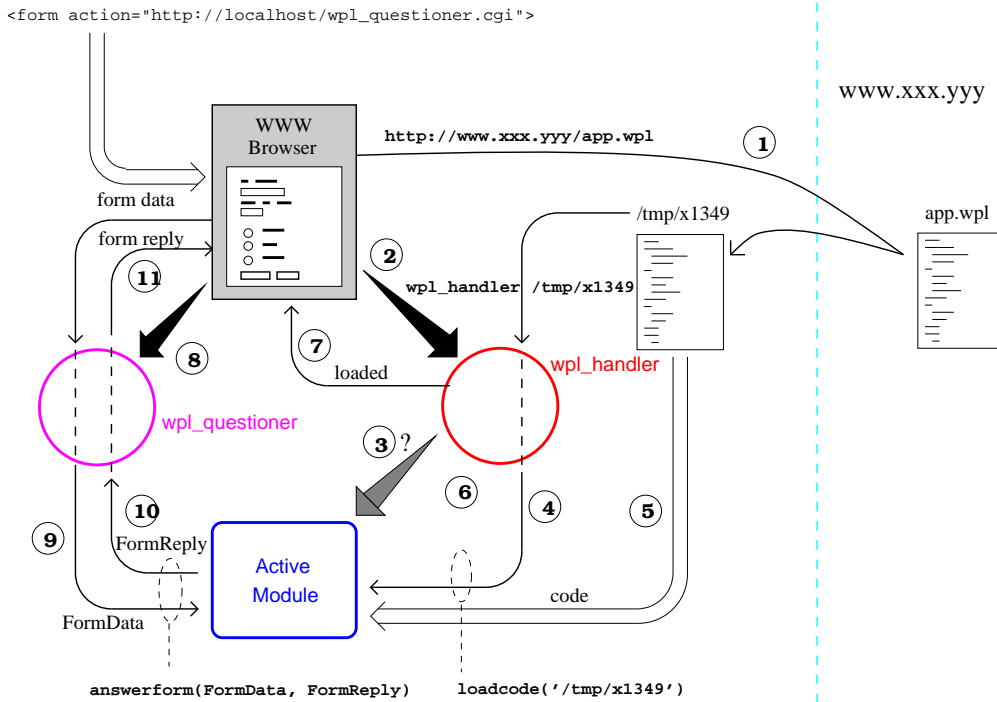 <form action="http://localhost/wpl_questioner.cgi">
www.xxx.yyy
WWW
Browser
http://www.xxx.yyy/app.wpl
1
form data
/tmp/x1349
app.wpl
form reply
2
11
wpl_handler /tmp/x1349
7
8
loaded
wpl_handler
wpl_questioner
3 ?
6
4
5
10
9
FormReply
Active
Module
code
FormData
answerform(FormData, FormReply)
loadcode('/tmp/x1349')